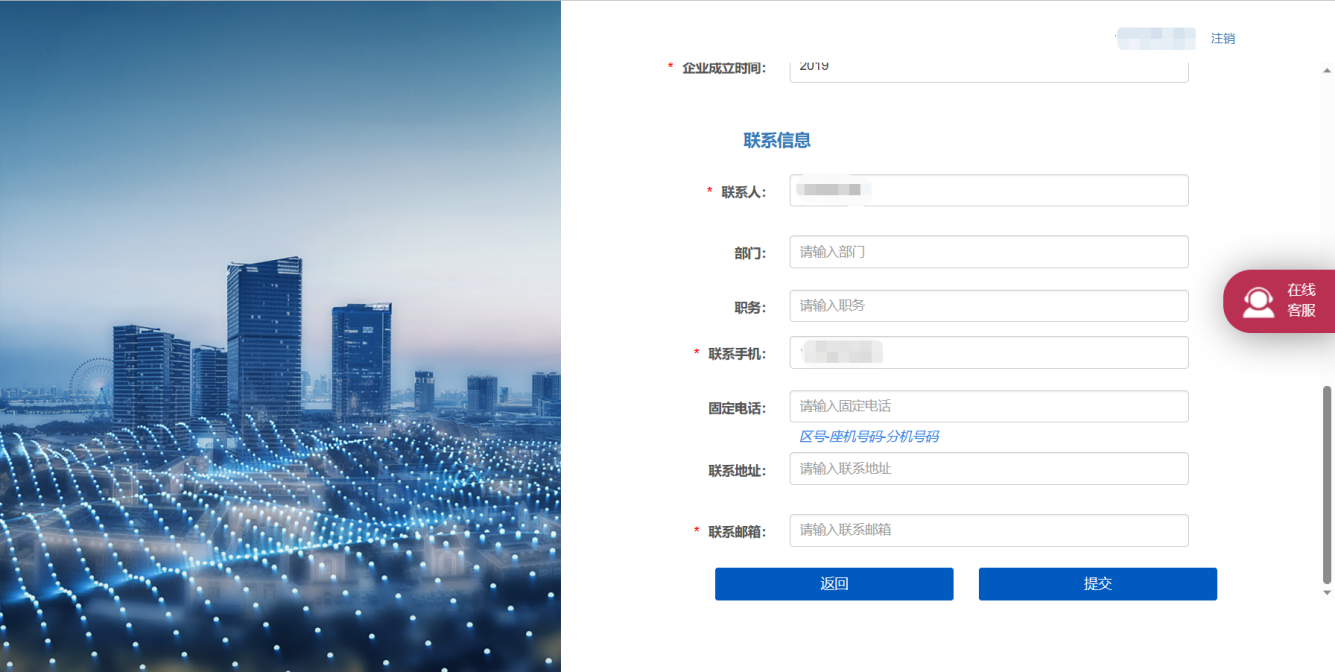 注销
* 企业成立时间： 2019
联系信息
* 联系人：
部门： 请输入部门
职务： 请输入职务
* 联系手机：
固定电话： 请输入固定电话
区号-座机号码-分机号码
联系地址： 请输入联系地址
* 联系邮箱： 请输入联系邮箱
返回 提交
在线
客服